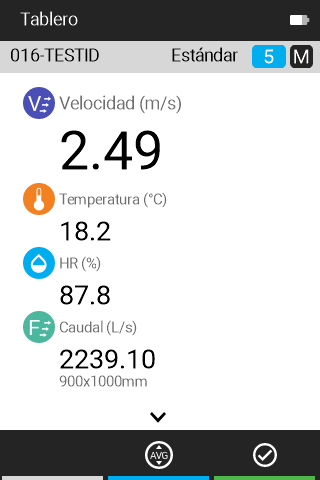 Tablero
016-TESTID Estándar 5 M
V Velocidad (m/s)
2.49
Temperatura (°C)
18.2
HR (%)
87.8
F Caudal (L/s)
2239.10
900x1000mm
AVG